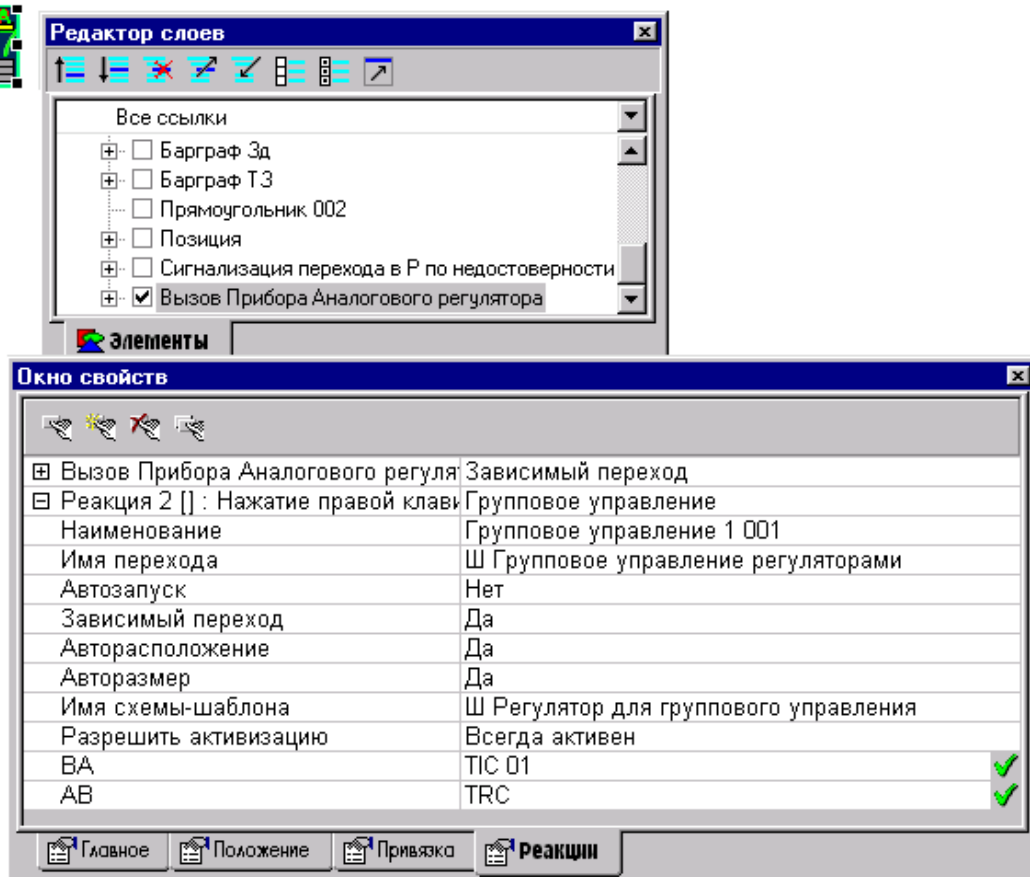 Редактор слоев
Все ссылки
Барграф Зд
Барграф ТЗ
Прямоугольник 002
Позиция
Сигнализация перехода в Р по недостоверности
Вызов Прибора Аналогового регулятора
Элементы
Окно свойств
Вызов Прибора Аналогового регуля Зависимый переход
Реакция 2 [] : Нажатие правой клави Групповое управление
Наименование Групповое управление 1 001
Имя перехода Ш Групповое управление регуляторами
Автозапуск Нет
Зависимый переход Да
Авторасположение Да
Авторазмер Да
Имя схемы-шаблона Ш Регулятор для группового управления
Разрешить активизацию Всегда активен
ВА TIC 01
АВ TRC
Главное Положение Привязка Реакции